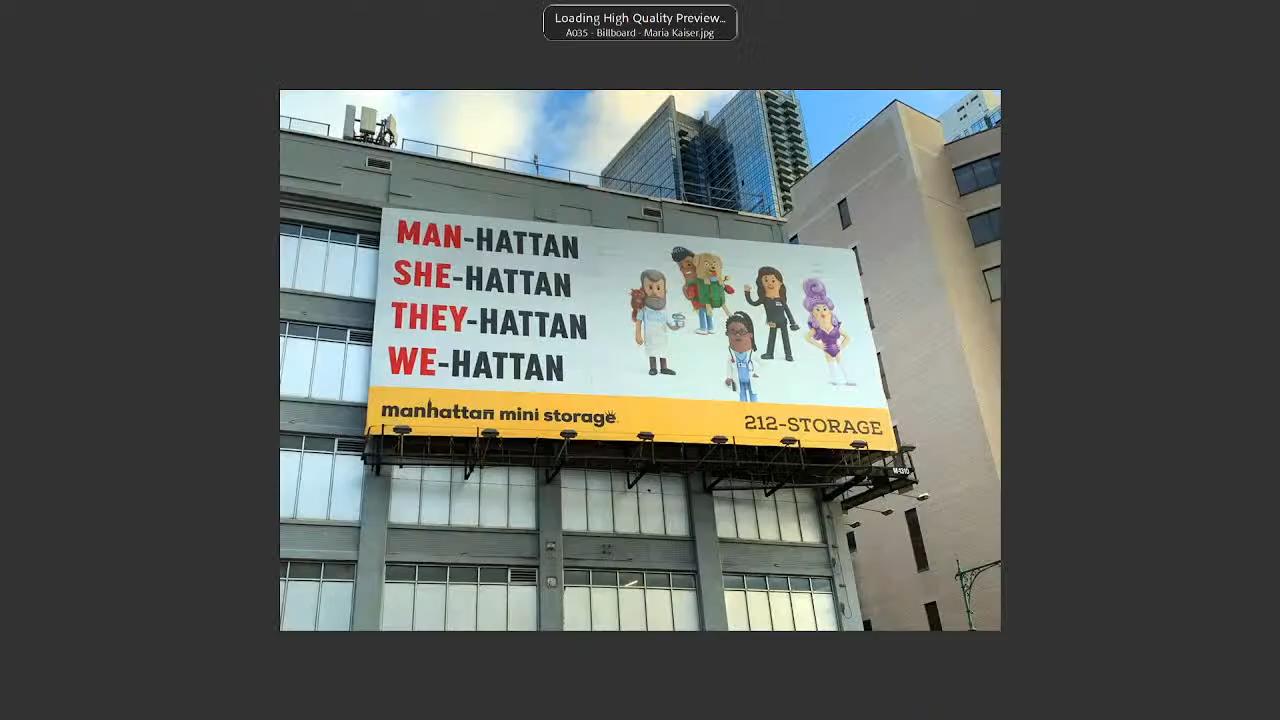 Loading High Quality Preview...
A035 - Billboard - Maria Kaiser.jpg
MAN-HATTAN
SHE-HATTAN
THEY-HATTAN
WE-HATTAN
manhattan mini storage
212-STORAGE
M-1310